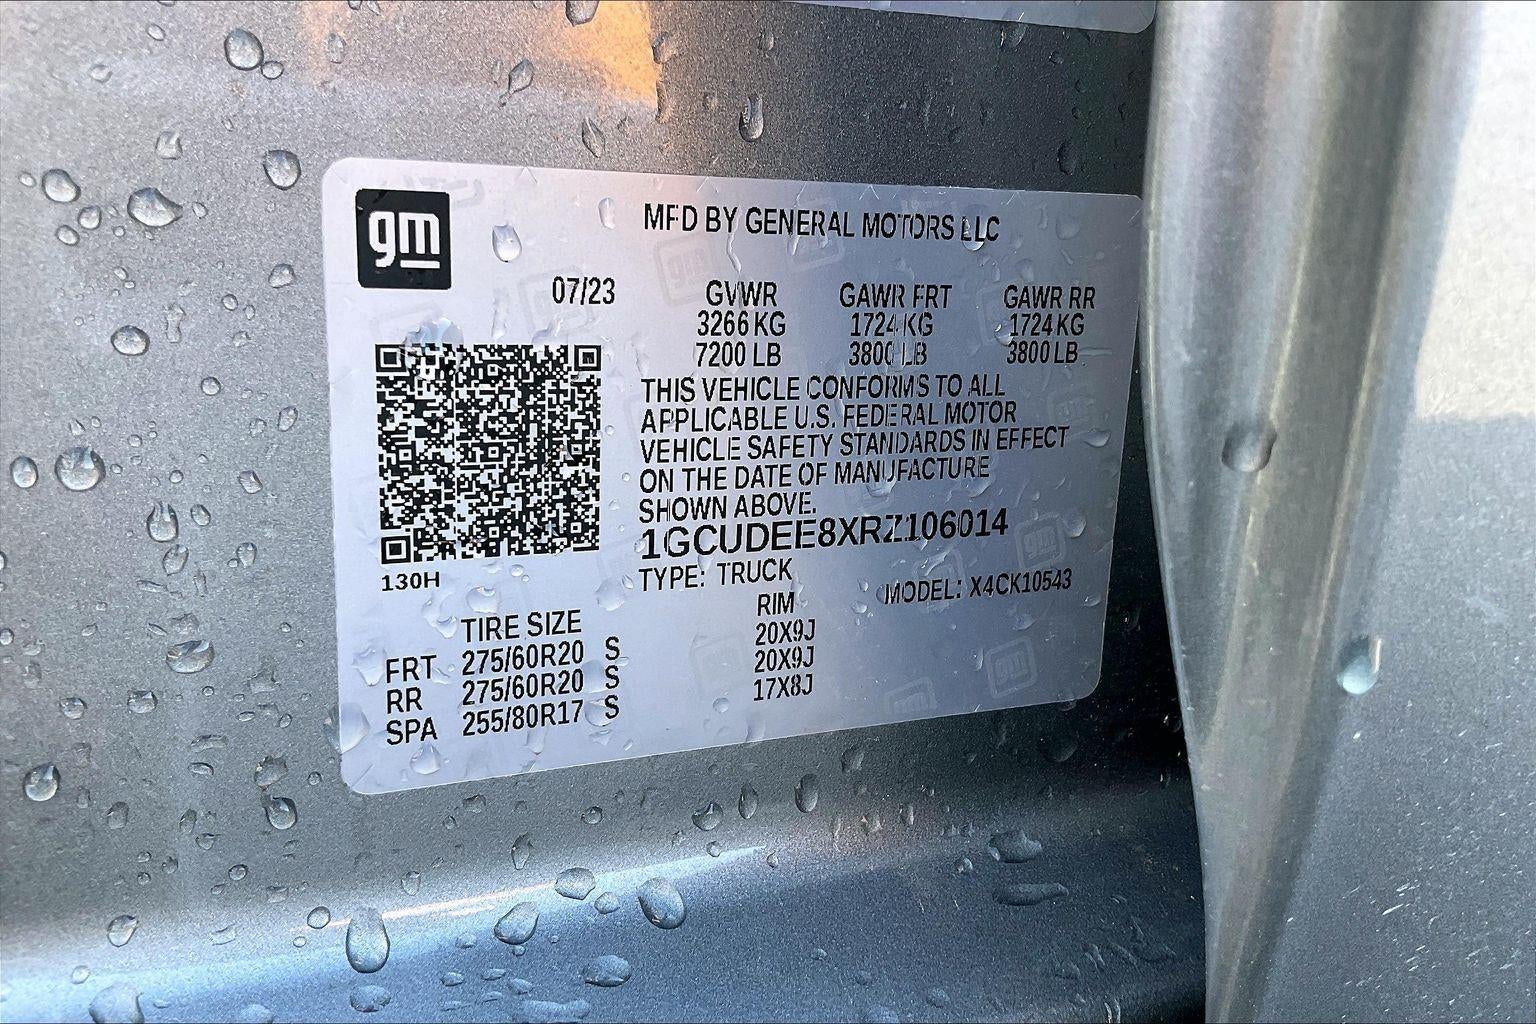 gm
MFD BY GENERAL MOTORS LLC
07/23 GVWR GAWR FRT GAWR RR
3266 KG 1724 KG 1724 KG
7200 LB 3800 LB 3800 LB
THIS VEHICLE CONFORMS TO ALL
APPLICABLE U.S. FEDERAL MOTOR
VEHICLE SAFETY STANDARDS IN EFFECT
ON THE DATE OF MANUFACTURE
SHOWN ABOVE.
1GCUDEE8XRZ106014
130H
TYPE: TRUCK MODEL: X4CK10543
TIRE SIZE RIM
FRT 275/60R20 S 20X9J
RR 275/60R20 S 20X9J
SPA 255/80R17 S 17X8J